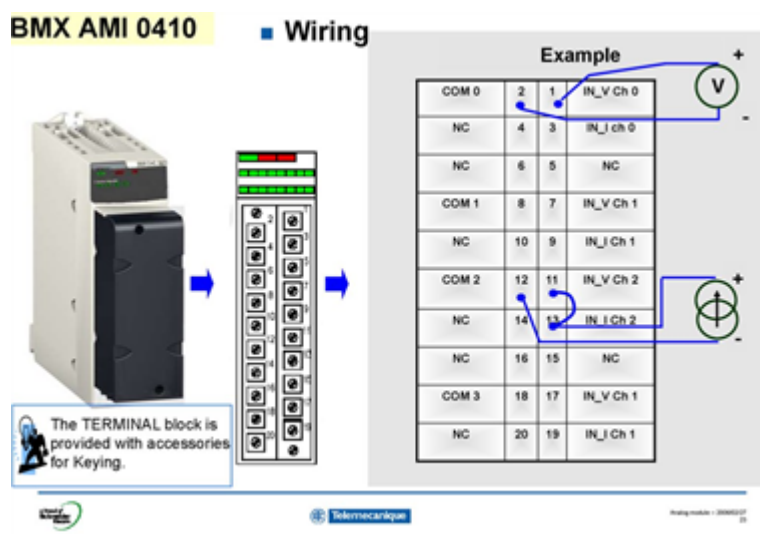 BMX AMI 0410
■ Wiring
Example
COM 0 2 1 IN_V Ch 0
NC 4 3 IN_I ch 0
NC 6 5 NC
COM 1 8 7 IN_V Ch 1
NC 10 9 IN_I Ch 1
COM 2 12 11 IN_V Ch 2
NC 14 13 IN_I Ch 2
NC 16 15 NC
COM 3 18 17 IN_V Ch 1
NC 20 19 IN_I Ch 1
+
V
-
+
-
The TERMINAL block is
provided with accessories
for Keying.
Telemecanique